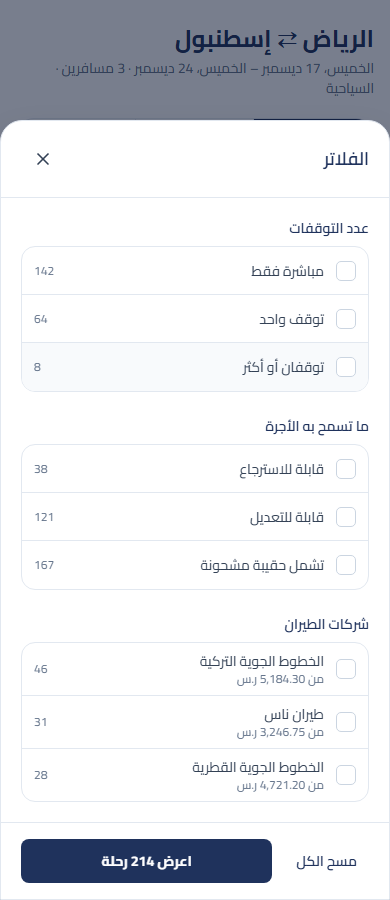 الرياض ⇄ إسطنبول
الخميس، 17 ديسمبر – الخميس، 24 ديسمبر · 3 مسافرين ·
السياحية
الفلاتر
عدد التوقفات
مباشرة فقط 142
توقف واحد 64
توقفان أو أكثر 8
ما تسمح به الأجرة
قابلة للاسترجاع 38
قابلة للتعديل 121
تشمل حقيبة مشحونة 167
شركات الطيران
الخطوط الجوية التركية 46
من 5,184.30 ر.س
طيران ناس 31
من 3,246.75 ر.س
الخطوط الجوية القطرية 28
من 4,721.20 ر.س
مسح الكل
اعرض 214 رحلة